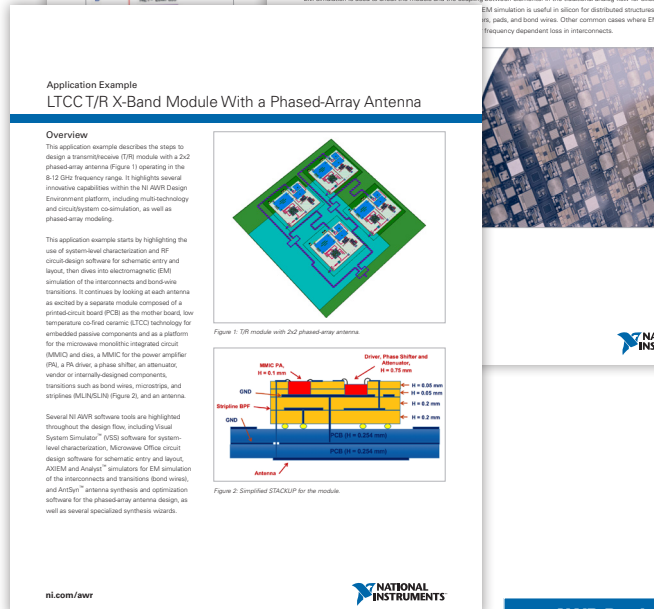 EM simulation is useful in silicon for distributed structures
rs, pads, and bond wires. Other common cases where EM
frequency dependent loss in interconnects.
Application Example
LTCC T/R X-Band Module With a Phased-Array Antenna
Overview
This application example describes the steps to
design a transmit/receive (T/R) module with a 2x2
phased-array antenna (Figure 1) operating in the
8-12 GHz frequency range. It highlights several
innovative capabilities within the NI AWR Design
Environment platform, including multi-technology
and circuit/system co-simulation, as well as
phased-array modeling.
This application example starts by highlighting the
use of system-level characterization and RF
circuit-design software for schematic entry and
layout, then dives into electromagnetic (EM)
simulation of the interconnects and bond-wire
transitions. It continues by looking at each antenna
as excited by a separate module composed of a
printed-circuit board (PCB) as the mother board, low
temperature co-fired ceramic (LTCC) technology for
embedded passive components and as a platform
for the microwave monolithic integrated circuit
(MMIC) and dies, a MMIC for the power amplifier
(PA), a PA driver, a phase shifter, an attenuator,
vendor or internally-designed components,
transitions such as bond wires, microstrips, and
striplines (MLIN/SLIN) (Figure 2), and an antenna.
Several NI AWR software tools are highlighted
throughout the design flow, including Visual
System Simulator™ (VSS) software for system-
level characterization, Microwave Office circuit
design software for schematic entry and layout,
AXIEM and Analyst™ simulators for EM simulation
of the interconnects and transitions (bond wires),
and AntSyn™ antenna synthesis and optimization
software for the phased-array antenna design, as
well as several specialized synthesis wizards.
Figure 1: T/R module with 2x2 phased-array antenna.
MMIC PA,
H = 0.1 mm
Driver, Phase Shifter and
Attenuator,
H = 0.75 mm
GND
H = 0.05 mm
H = 0.05 mm
Stripline BPF
H = 0.2 mm
GND
H = 0.2 mm
PCB (H = 0.254 mm)
PCB (H = 0.254 mm)
Antenna
Figure 2: Simplified STACKUP for the module.
ni.com/awr
NATIONAL
INSTRUMENTS
NA
INS